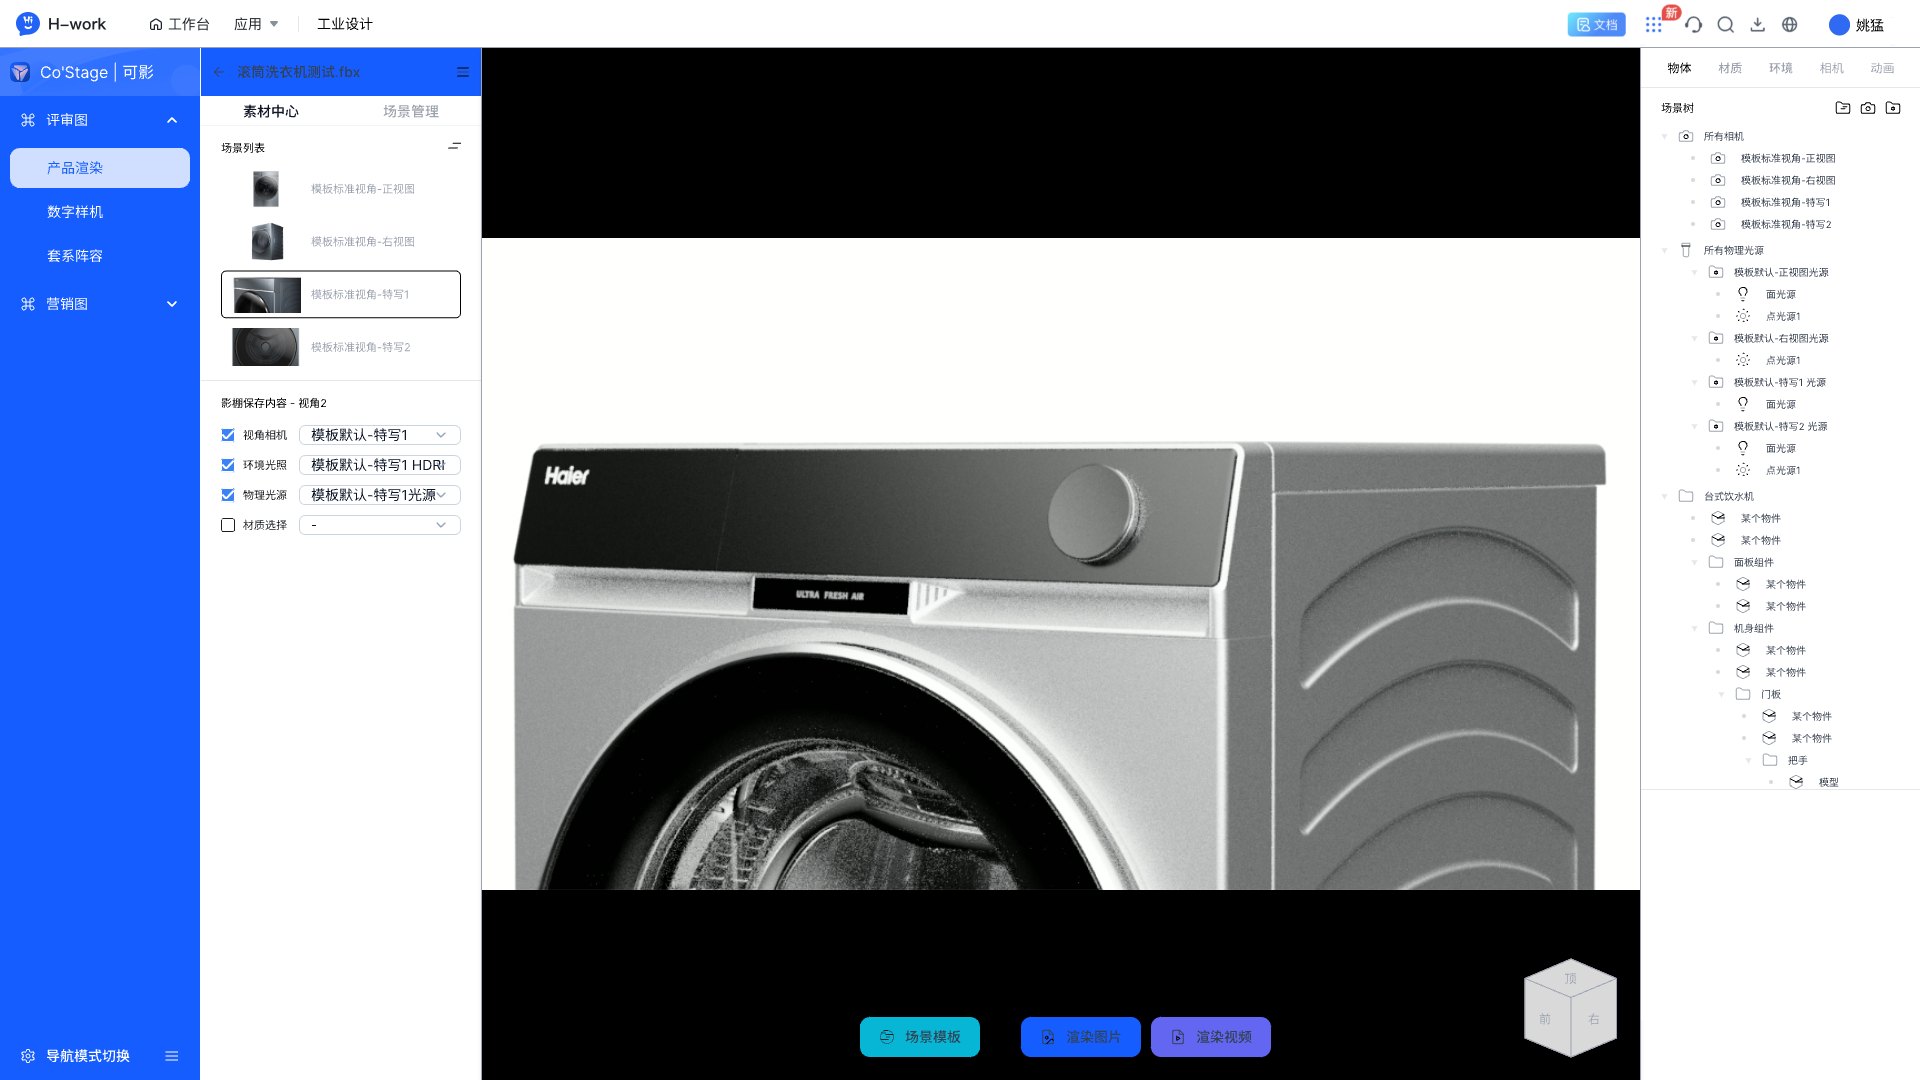 H-work 工作台 应用 工业设计 文档 新 姚猛
Co'Stage | 可影
评审图
产品渲染
数字样机
套系阵容
营销图
导航模式切换
滚筒洗衣机测试.fbx
素材中心 场景管理
场景列表
模板标准视角-正视图
模板标准视角-右视图
模板标准视角-特写1
模板标准视角-特写2
影棚保存内容 - 视角2
视角相机 模板默认-特写1
环境光照 模板默认-特写1 HDRI
物理光源 模板默认-特写1光源
材质选择 -
Haier
ULTRA FRESH AIR
场景模板 渲染图片 渲染视频
顶
前 右
物体 材质 环境 相机 动画
场景树
所有相机
模板标准视角-正视图
模板标准视角-右视图
模板标准视角-特写1
模板标准视角-特写2
所有物理光源
模板默认-正视图光源
面光源
点光源1
模板默认-右视图光源
点光源1
模板默认-特写1 光源
面光源
模板默认-特写2 光源
面光源
点光源1
台式饮水机
某个物件
某个物件
面板组件
某个物件
某个物件
机身组件
某个物件
某个物件
门板
某个物件
某个物件
把手
模型